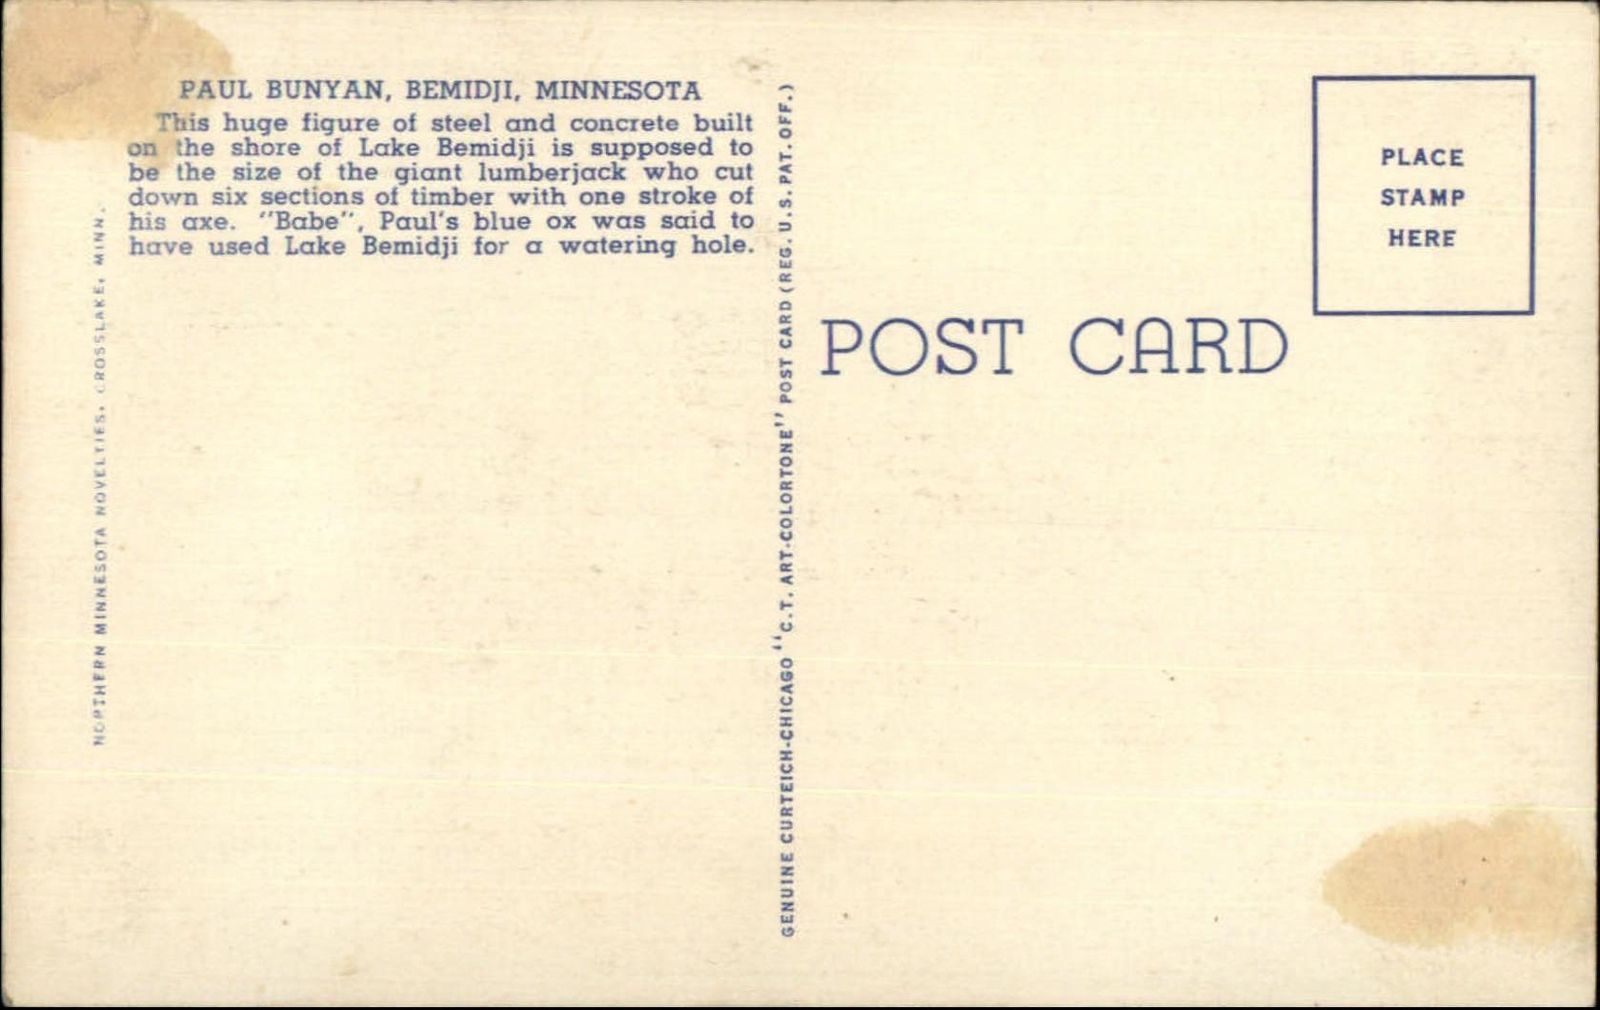 PAUL BUNYAN, BEMIDJI, MINNESOTA
This huge figure of steel and concrete built
on the shore of Lake Bemidji is supposed to
be the size of the giant lumberjack who cut
down six sections of timber with one stroke of
his axe. "Babe", Paul's blue ox was said to
have used Lake Bemidji for a watering hole.
NORTHERN MINNESOTA NOVELTIES, CROSSLAKE, MINN.
GENUINE CURTEICH-CHICAGO "C.T. ART-COLORTONE" POST CARD (REG. U.S. PAT. OFF.)
POST CARD
PLACE
STAMP
HERE